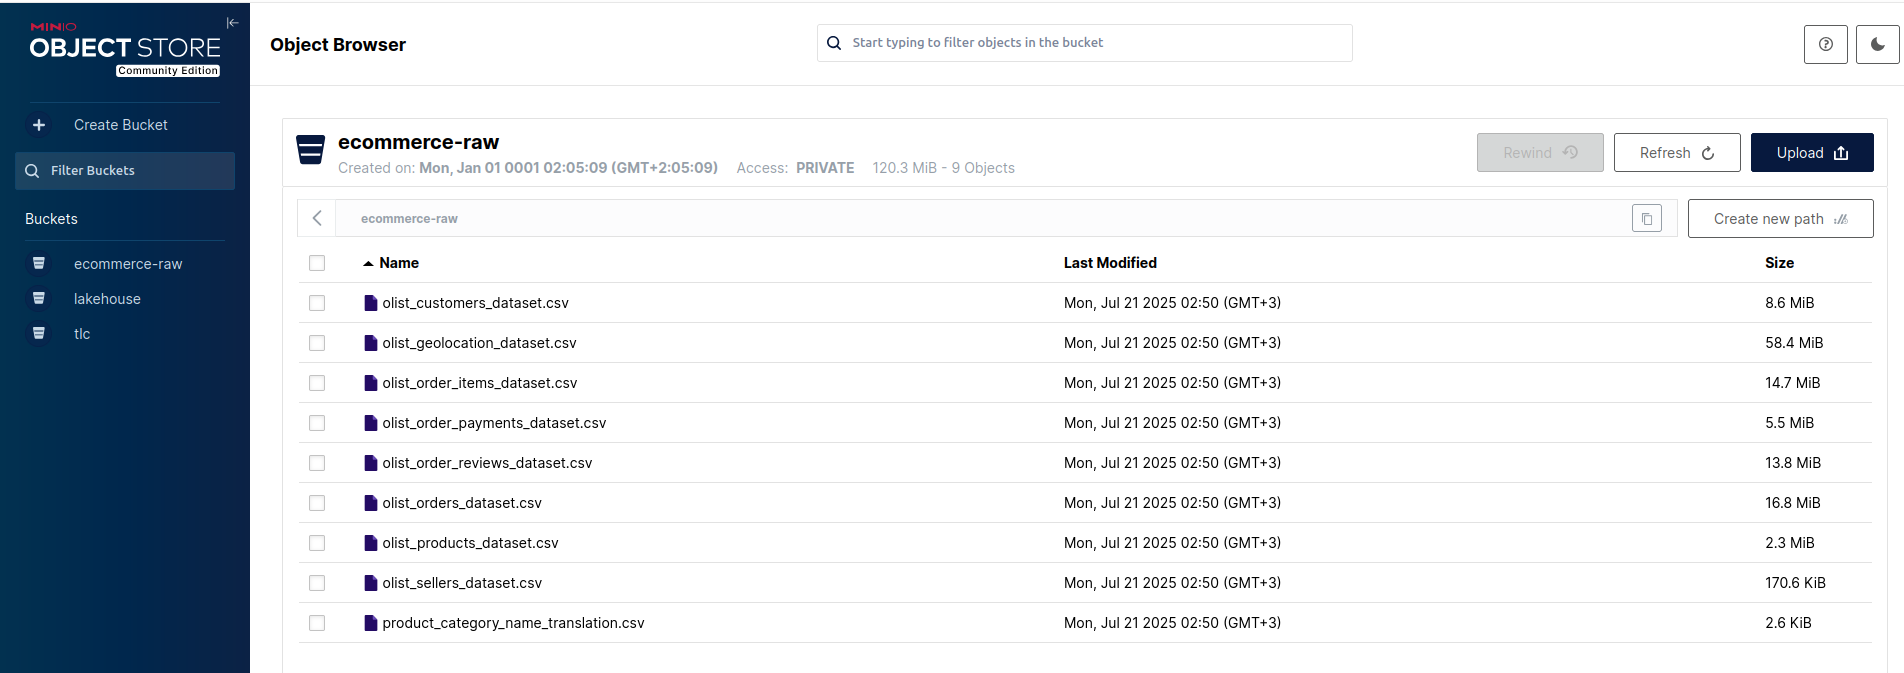 MINIO
OBJECT STORE
Community Edition
Create Bucket
Filter Buckets
Buckets
ecommerce-raw
lakehouse
tlc
Object Browser
Start typing to filter objects in the bucket
ecommerce-raw
Created on: Mon, Jan 01 0001 02:05:09 (GMT+2:05:09) Access: PRIVATE 120.3 MiB - 9 Objects
Rewind Refresh Upload
ecommerce-raw Create new path
Name Last Modified Size
olist_customers_dataset.csv Mon, Jul 21 2025 02:50 (GMT+3) 8.6 MiB
olist_geolocation_dataset.csv Mon, Jul 21 2025 02:50 (GMT+3) 58.4 MiB
olist_order_items_dataset.csv Mon, Jul 21 2025 02:50 (GMT+3) 14.7 MiB
olist_order_payments_dataset.csv Mon, Jul 21 2025 02:50 (GMT+3) 5.5 MiB
olist_order_reviews_dataset.csv Mon, Jul 21 2025 02:50 (GMT+3) 13.8 MiB
olist_orders_dataset.csv Mon, Jul 21 2025 02:50 (GMT+3) 16.8 MiB
olist_products_dataset.csv Mon, Jul 21 2025 02:50 (GMT+3) 2.3 MiB
olist_sellers_dataset.csv Mon, Jul 21 2025 02:50 (GMT+3) 170.6 KiB
product_category_name_translation.csv Mon, Jul 21 2025 02:50 (GMT+3) 2.6 KiB